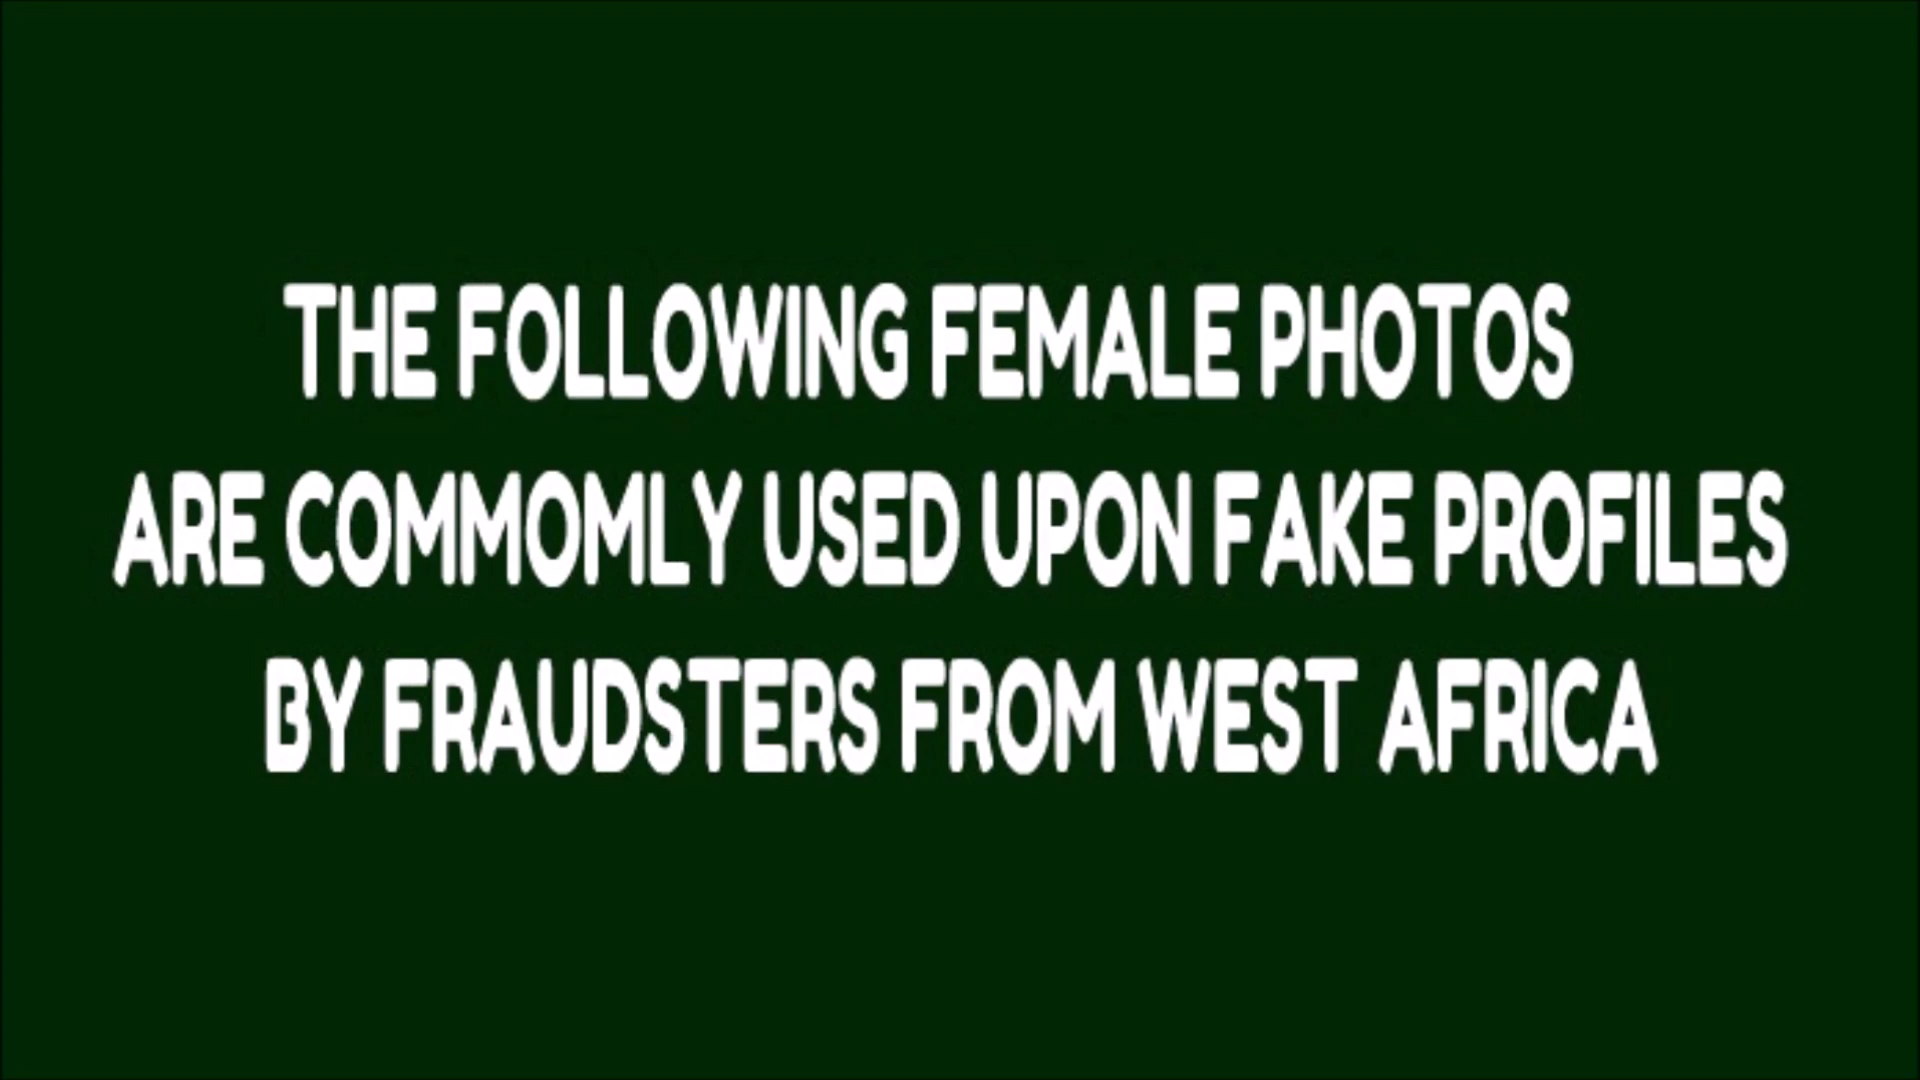 THE FOLLOWING FEMALE PHOTOS
ARE COMMOMLY USED UPON FAKE PROFILES
BY FRAUDSTERS FROM WEST AFRICA